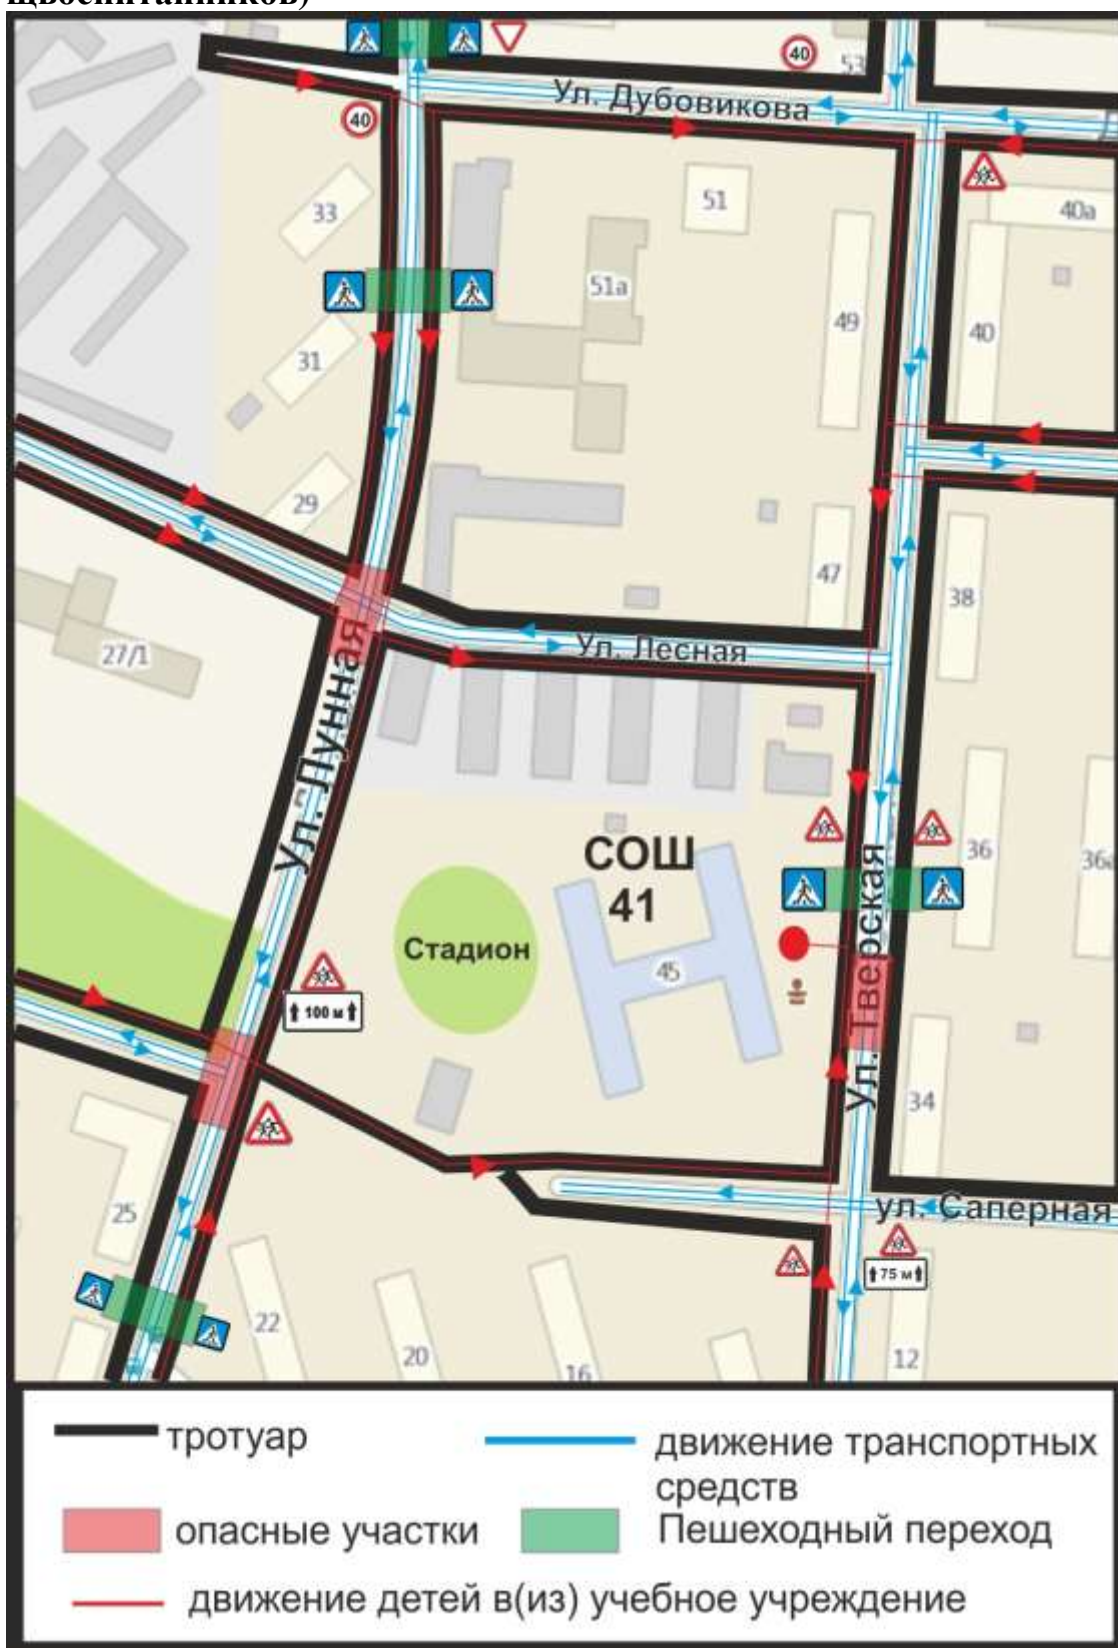 щвоспитанников)
40
53
Ул. Дубовикова
40
33
51
40а
51а
49
40
31
29
47
38
27/1
Ул. Лесная
Ул. Лунная
СОШ
41
36
36а
Стадион
45
Ул. Тверская
100 м
34
25
ул. Саперная
75 м
22
20
16
12
тротуар
движение транспортных
средств
опасные участки
Пешеходный переход
движение детей в(из) учебное учреждение